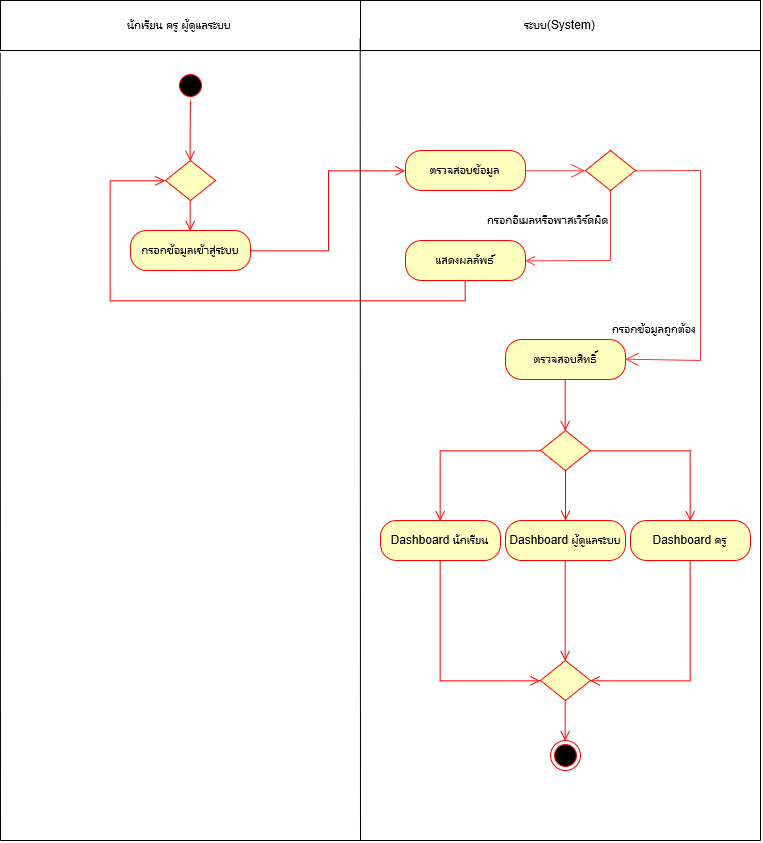 นักเรียน ครู ผู้ดูแลระบบ
ระบบ(System)
ตรวจสอบข้อมูล
กรอกอีเมลหรือพาสเวิร์ดผิด
กรอกข้อมูลเข้าสู่ระบบ
แสดงผลลัพธ์
กรอกข้อมูลถูกต้อง
ตรวจสอบสิทธิ์
Dashboard นักเรียน
Dashboard ผู้ดูแลระบบ
Dashboard ครู